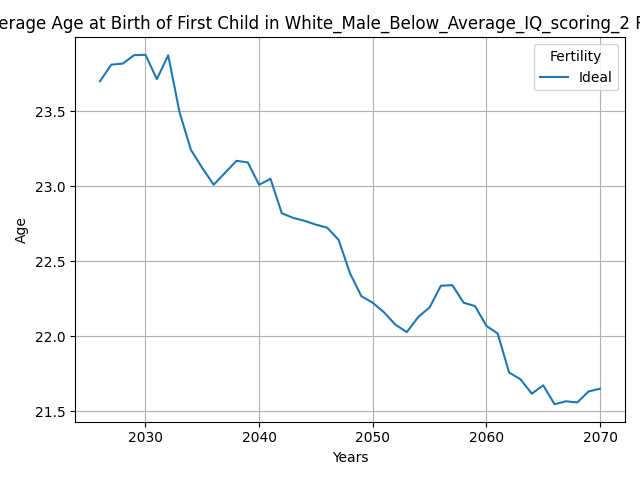 erage Age at Birth of First Child in White_Male_Below_Average_IQ_scoring_2
Fertility
Ideal
23.5
23.0
22.5
22.0
21.5
Age
2030 2040 2050 2060 2070
Years